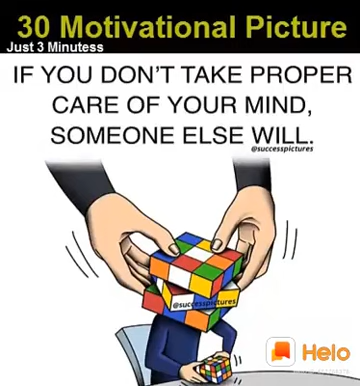 30 Motivational Picture
Just 3 Minutess
IF YOU DON'T TAKE PROPER
CARE OF YOUR MIND,
SOMEONE ELSE WILL.
@successpictures
@successpictures
Helo